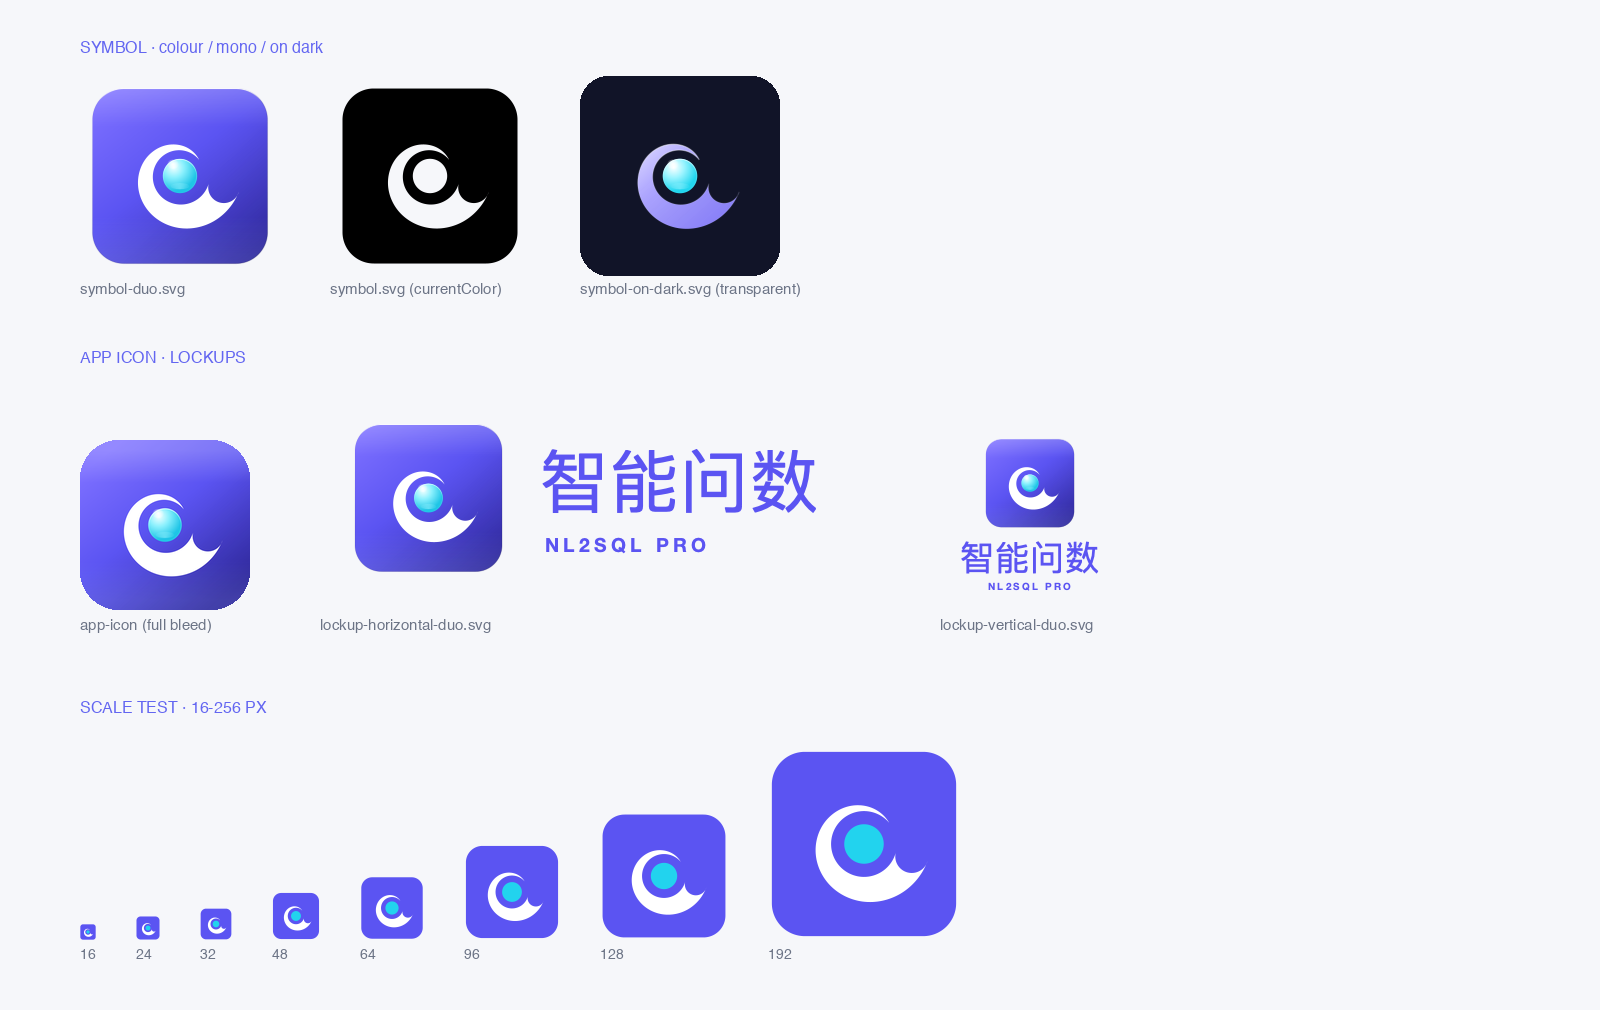 SYMBOL · colour / mono / on dark
symbol-duo.svg
symbol.svg (currentColor)
symbol-on-dark.svg (transparent)
APP ICON · LOCKUPS
智能问数
NL2SQL PRO
智能问数
NL2SQL PRO
app-icon (full bleed)
lockup-horizontal-duo.svg
lockup-vertical-duo.svg
SCALE TEST · 16-256 PX
16
24
32
48
64
96
128
192